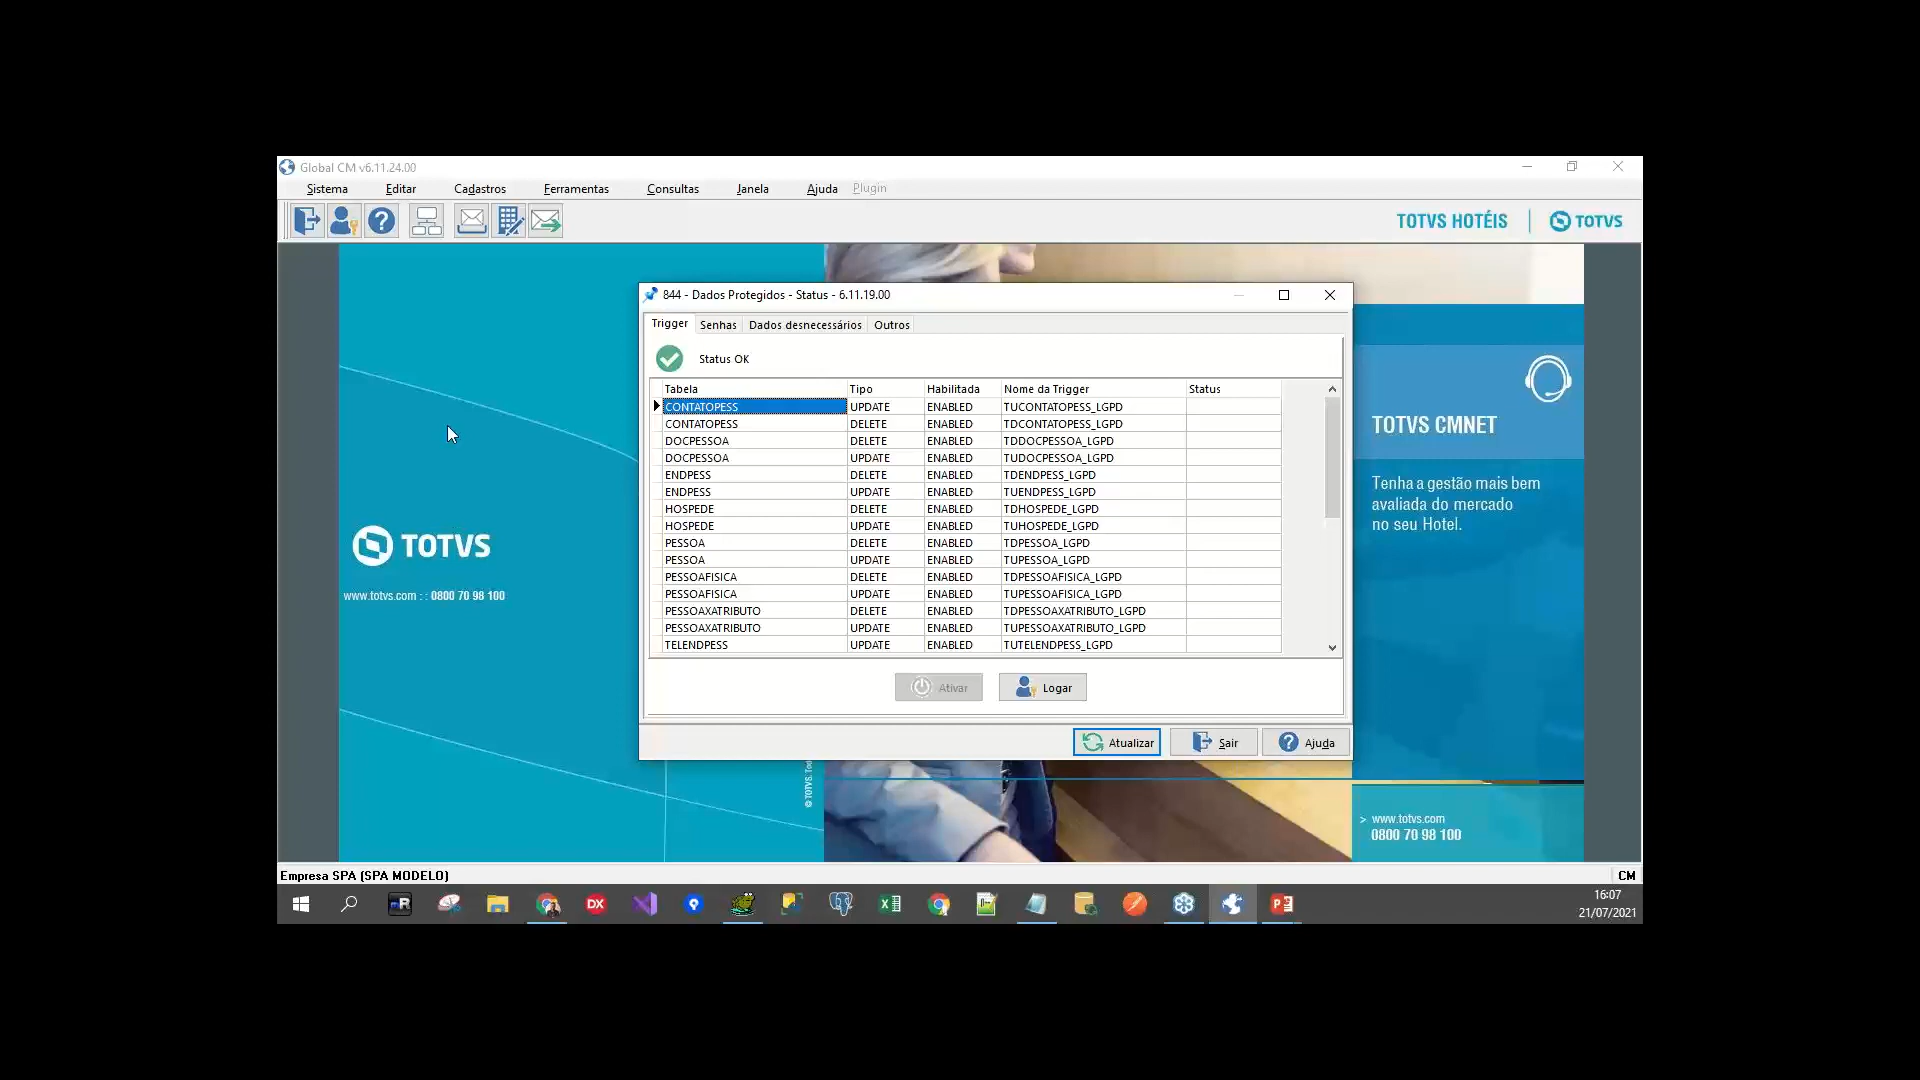 Global CM v6.11.24.00
Sistema Editar Cadastros Ferramentas Consultas Janela Ajuda Plugin
TOTVS HOTÉIS TOTVS
844 - Dados Protegidos - Status - 6.11.19.00
Trigger Senhas Dados desnecessários Outros
Status OK
Tabela Tipo Habilitada Nome da Trigger Status
CONTATOPESS UPDATE ENABLED TUCONTATOPESS_LGPD
CONTATOPESS DELETE ENABLED TDCONTATOPESS_LGPD
DOCPESSOA DELETE ENABLED TDDOCPESSOA_LGPD
DOCPESSOA UPDATE ENABLED TUDOCPESSOA_LGPD
ENDPESS DELETE ENABLED TDENDPESS_LGPD
ENDPESS UPDATE ENABLED TUENDPESS_LGPD
HOSPEDE DELETE ENABLED TDHOSPEDE_LGPD
HOSPEDE UPDATE ENABLED TUHOSPEDE_LGPD
PESSOA DELETE ENABLED TDPESSOA_LGPD
PESSOA UPDATE ENABLED TUPESSOA_LGPD
PESSOAFISICA DELETE ENABLED TDPESSOAFISICA_LGPD
PESSOAFISICA UPDATE ENABLED TUPESSOAFISICA_LGPD
PESSOAXATRIBUTO DELETE ENABLED TDPESSOAXATRIBUTO_LGPD
PESSOAXATRIBUTO UPDATE ENABLED TUPESSOAXATRIBUTO_LGPD
TELENDPESS UPDATE ENABLED TUTELENDPESS_LGPD
Ativar Logar
Atualizar Sair Ajuda
TOTVS
www.totvs.com :: 0800 70 98 100
TOTVS CMNET
Tenha a gestão mais bem
avaliada do mercado
no seu Hotel.
> www.totvs.com
0800 70 98 100
Empresa SPA (SPA MODELO) CM
16:07
21/07/2021